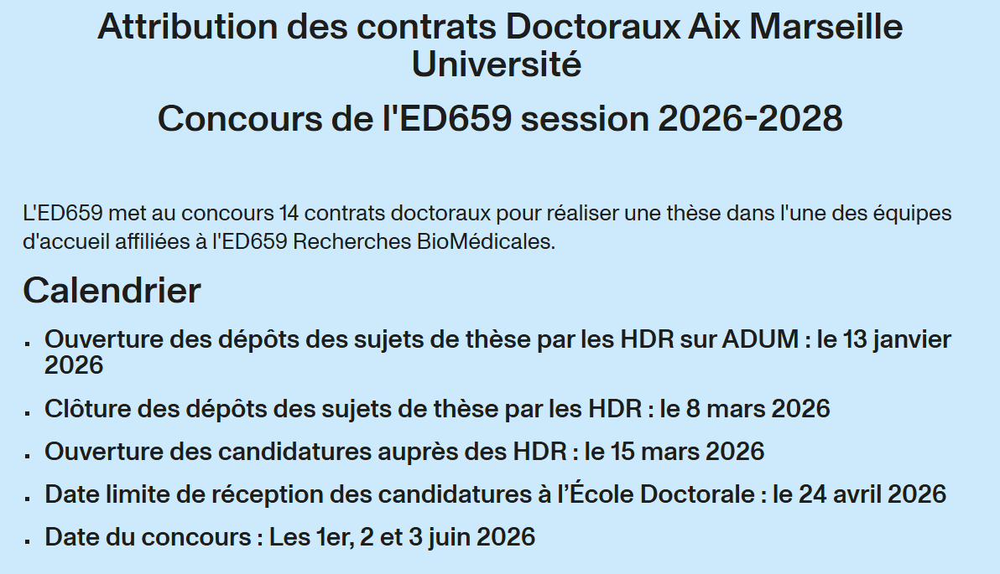 Attribution des contrats Doctoraux Aix Marseille
Université
Concours de l'ED659 session 2026-2028
L'ED659 met au concours 14 contrats doctoraux pour réaliser une thèse dans l'une des équipes
d'accueil affiliées à l'ED659 Recherches BioMédicales.
Calendrier
▪ Ouverture des dépôts des sujets de thèse par les HDR sur ADUM : le 13 janvier
2026
▪ Clôture des dépôts des sujets de thèse par les HDR : le 8 mars 2026
▪ Ouverture des candidatures auprès des HDR : le 15 mars 2026
▪ Date limite de réception des candidatures à l’École Doctorale : le 24 avril 2026
▪ Date du concours : Les 1er, 2 et 3 juin 2026